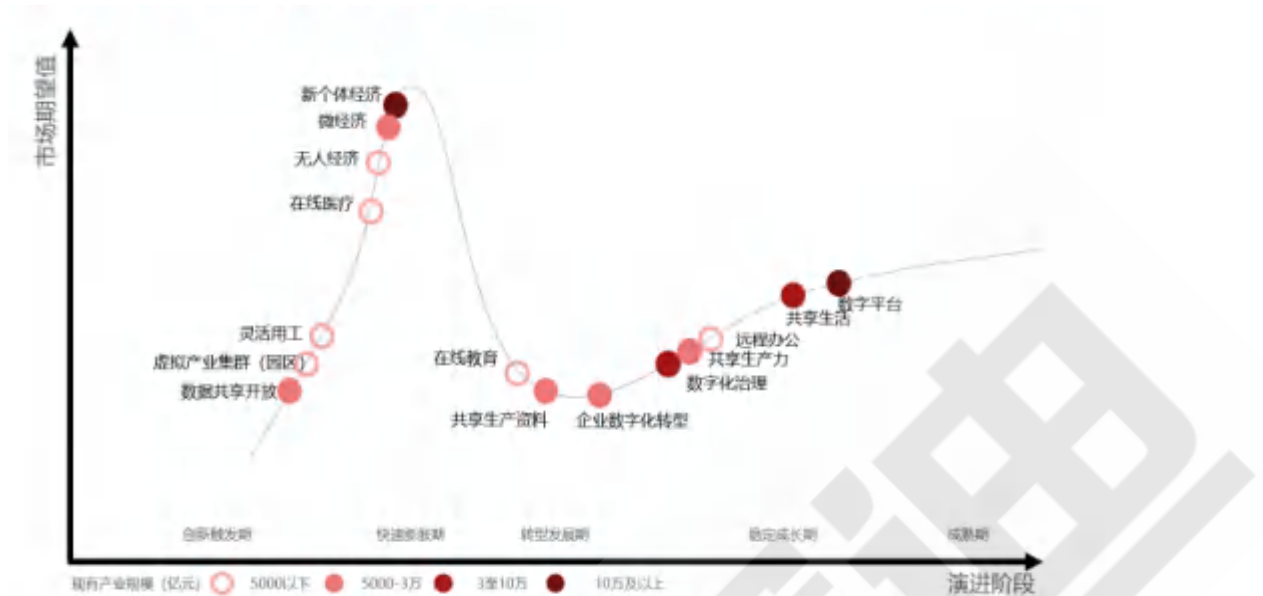 市场期望值
新个体经济
微经济
无人经济
在线医疗
灵活用工
虚拟产业集群（园区）
数据共享开放
在线教育
共享生产资料
企业数字化转型
数字化治理
共享生产力
远程办公
共享生活
数字平台
创新触发期
快速膨胀期
转型发展期
稳定成长期
成熟期
演进阶段
现有产业规模（亿元） 5000以下 5000-3万 3至10万 10万及以上
迪